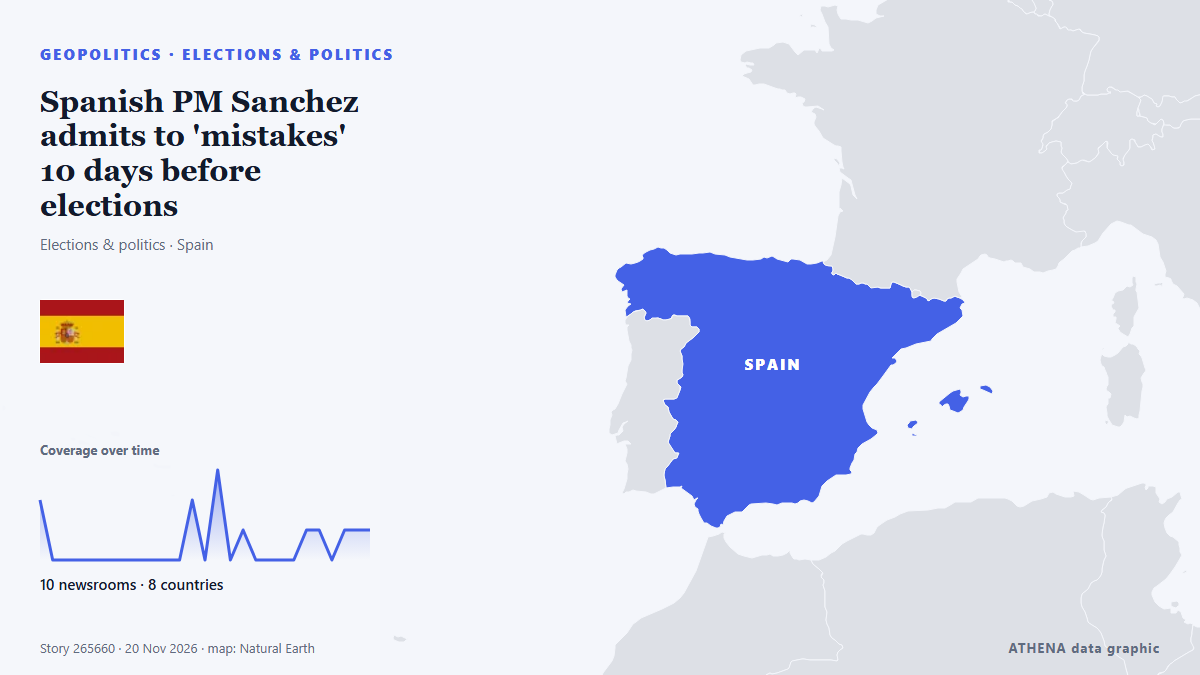 GEOPOLITICS · ELECTIONS & POLITICS
Spanish PM Sanchez
admits to 'mistakes'
10 days before
elections
Elections & politics · Spain
SPAIN
Coverage over time
10 newsrooms · 8 countries
Story 265660 · 20 Nov 2026 · map: Natural Earth
ATHENA data graphic